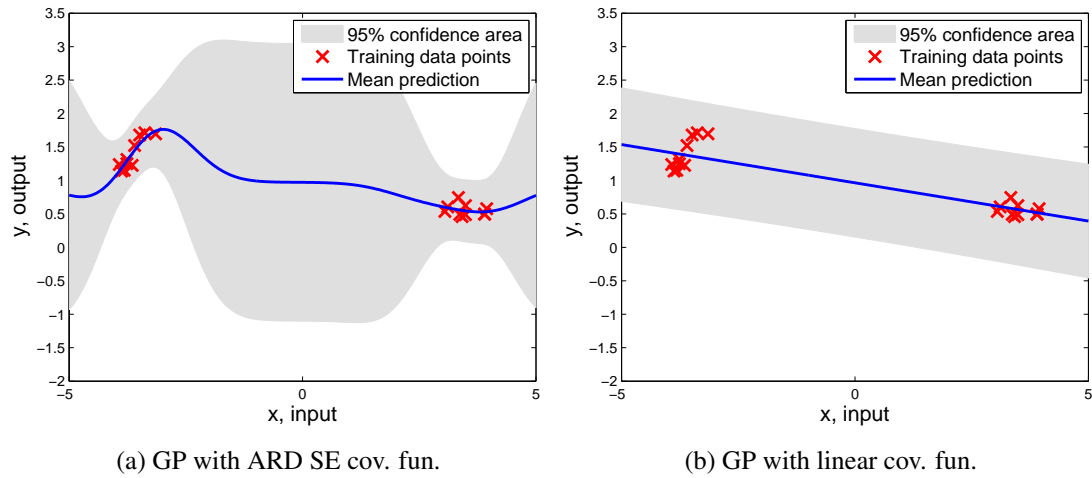 3.5
3
2.5
2
1.5
1
0.5
0
-0.5
-1
-1.5
-2
y, output
-5
0
5
x, input
95% confidence area
Training data points
Mean prediction
(a) GP with ARD SE cov. fun.
3.5
3
2.5
2
1.5
1
0.5
0
-0.5
-1
-1.5
-2
y, output
-5
0
5
x, input
95% confidence area
Training data points
Mean prediction
(b) GP with linear cov. fun.